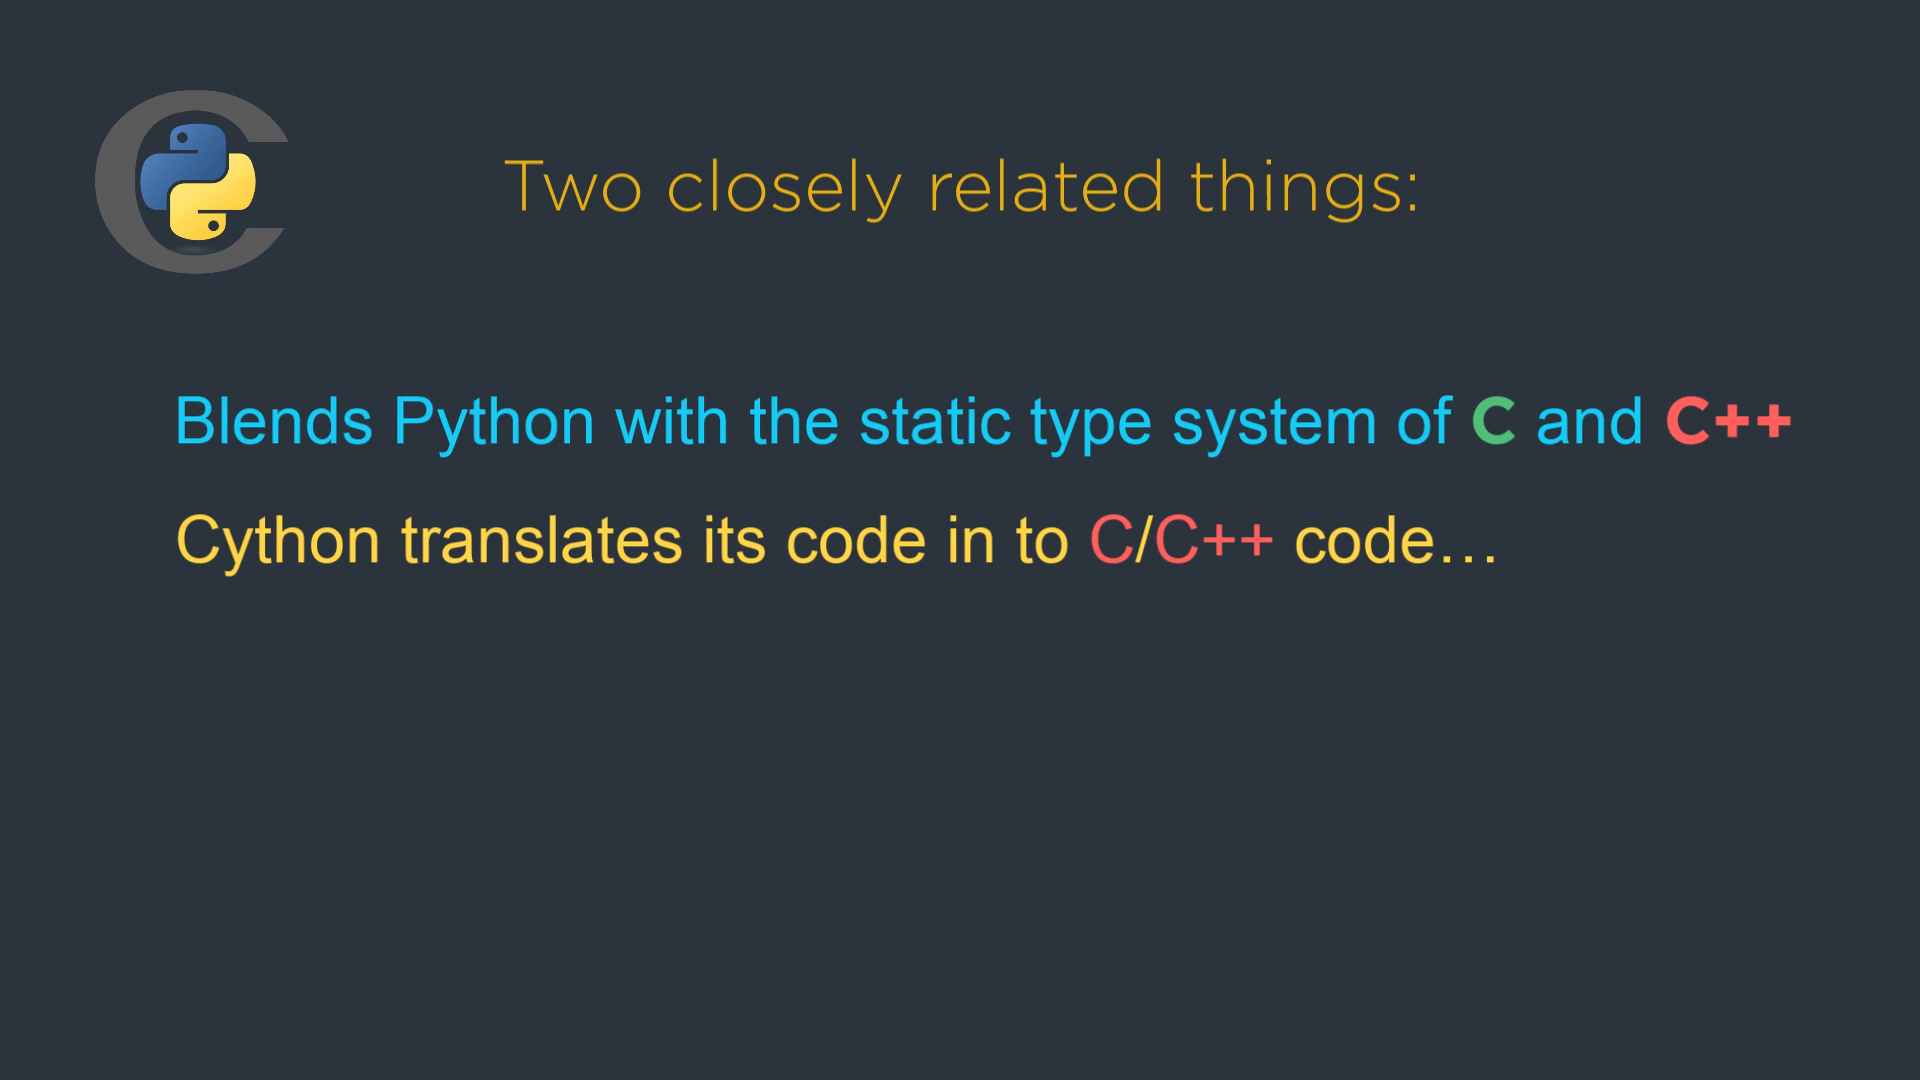 Two closely related things:
Blends Python with the static type system of C and C++
Cython translates its code in to C/C++ code…